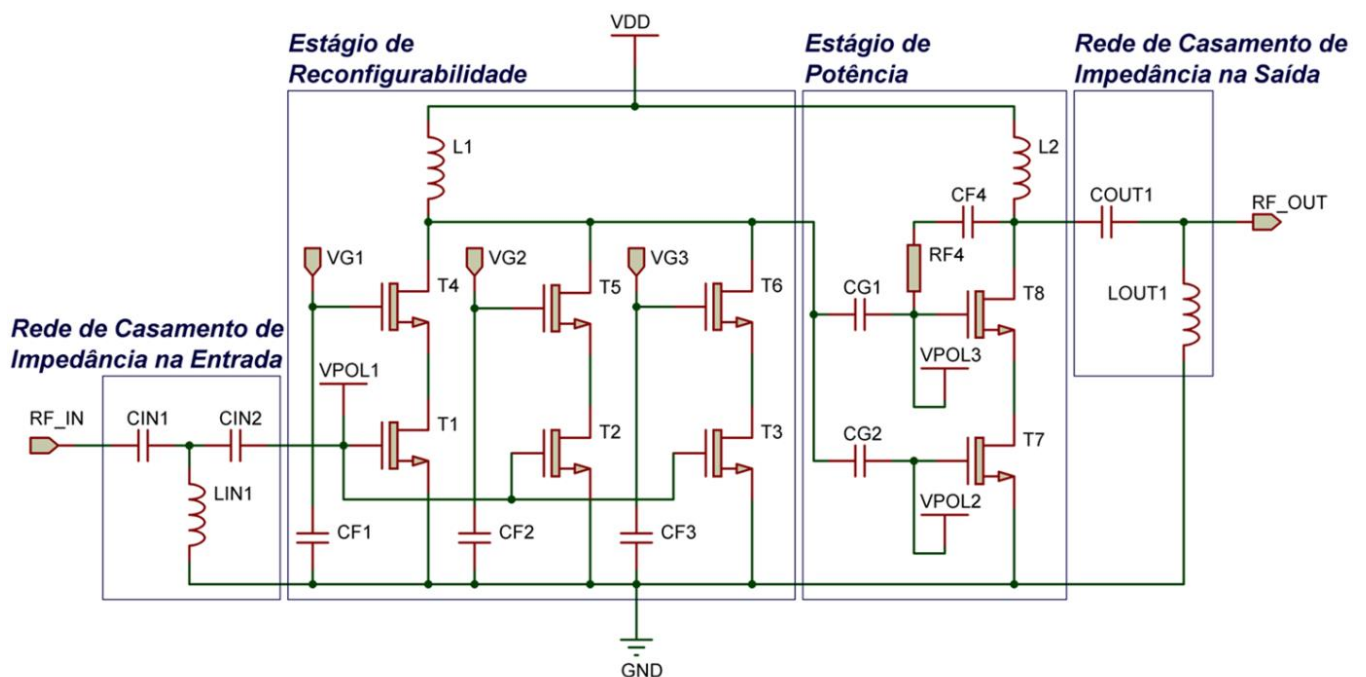 VDD
Estágio de
Reconfigurabilidade
Estágio de
Potência
Rede de Casamento de
Impedância na Saída
L1
L2
CF4
COUT1
RF_OUT
RF4
VG1
VG2
VG3
T4
T5
T6
CG1
T8
LOUT1
Rede de Casamento de
Impedância na Entrada
VPOL1
VPOL3
RF_IN
CIN1
CIN2
T1
T2
T3
CG2
T7
LIN1
VPOL2
CF1
CF2
CF3
GND